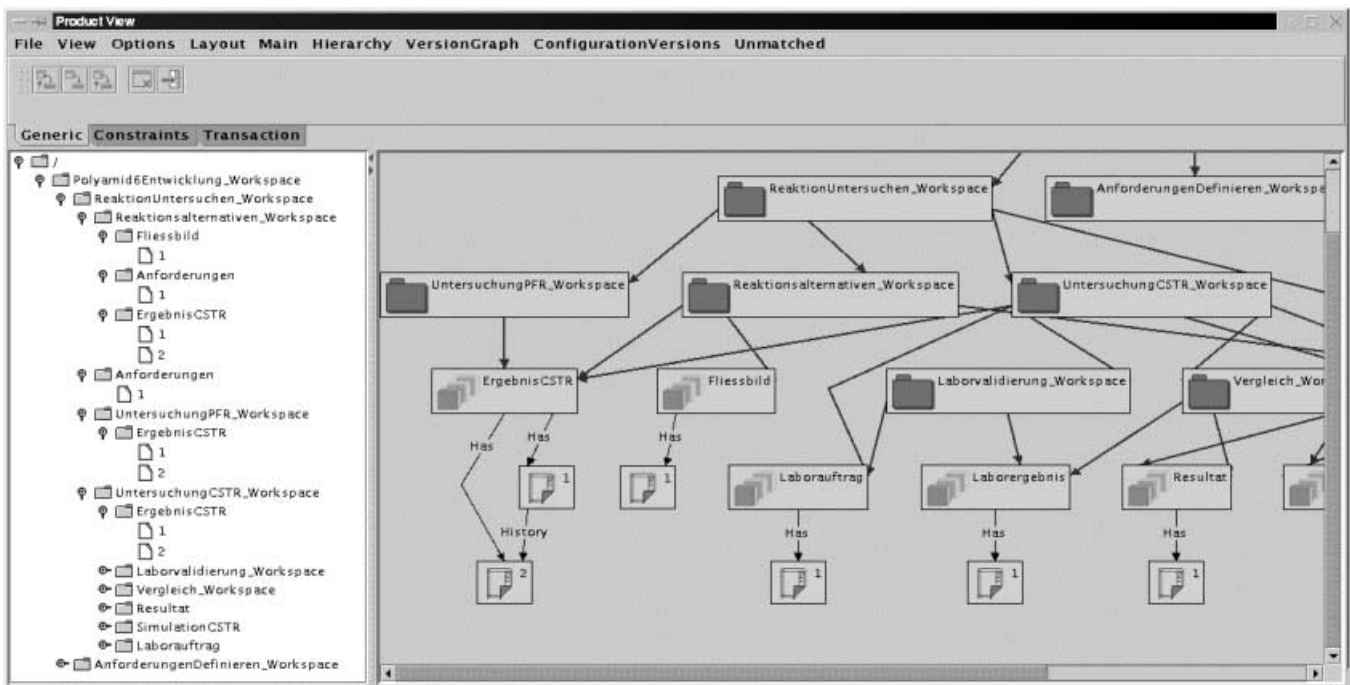 Product View
File View Options Layout Main Hierarchy VersionGraph ConfigurationVersions Unmatched
Generic Constraints Transaction
/
Polyamid6Entwicklung_Workspace
ReaktionUntersuchen_Workspace
Reaktionsalternativen_Workspace
Fliessbild
1
Anforderungen
1
ErgebnisCSTR
1
2
Anforderungen
1
UntersuchungPFR_Workspace
ErgebnisCSTR
1
2
UntersuchungCSTR_Workspace
ErgebnisCSTR
1
2
Laborvalidierung_Workspace
Vergleich_Workspace
Resultat
SimulationCSTR
Laborauftrag
AnforderungenDefinieren_Workspace
ReaktionUntersuchen_Workspace AnforderungenDefinieren_Workspa
UntersuchungPFR_Workspace Reaktionsalternativen_Workspace UntersuchungCSTR_Workspace
ErgebnisCSTR Fliessbild Laborvalidierung_Workspace Vergleich_Wor
Has Has Has
1 1 Laborauftrag Laborergebnis Resultat
History Has Has Has
2 1 1 1